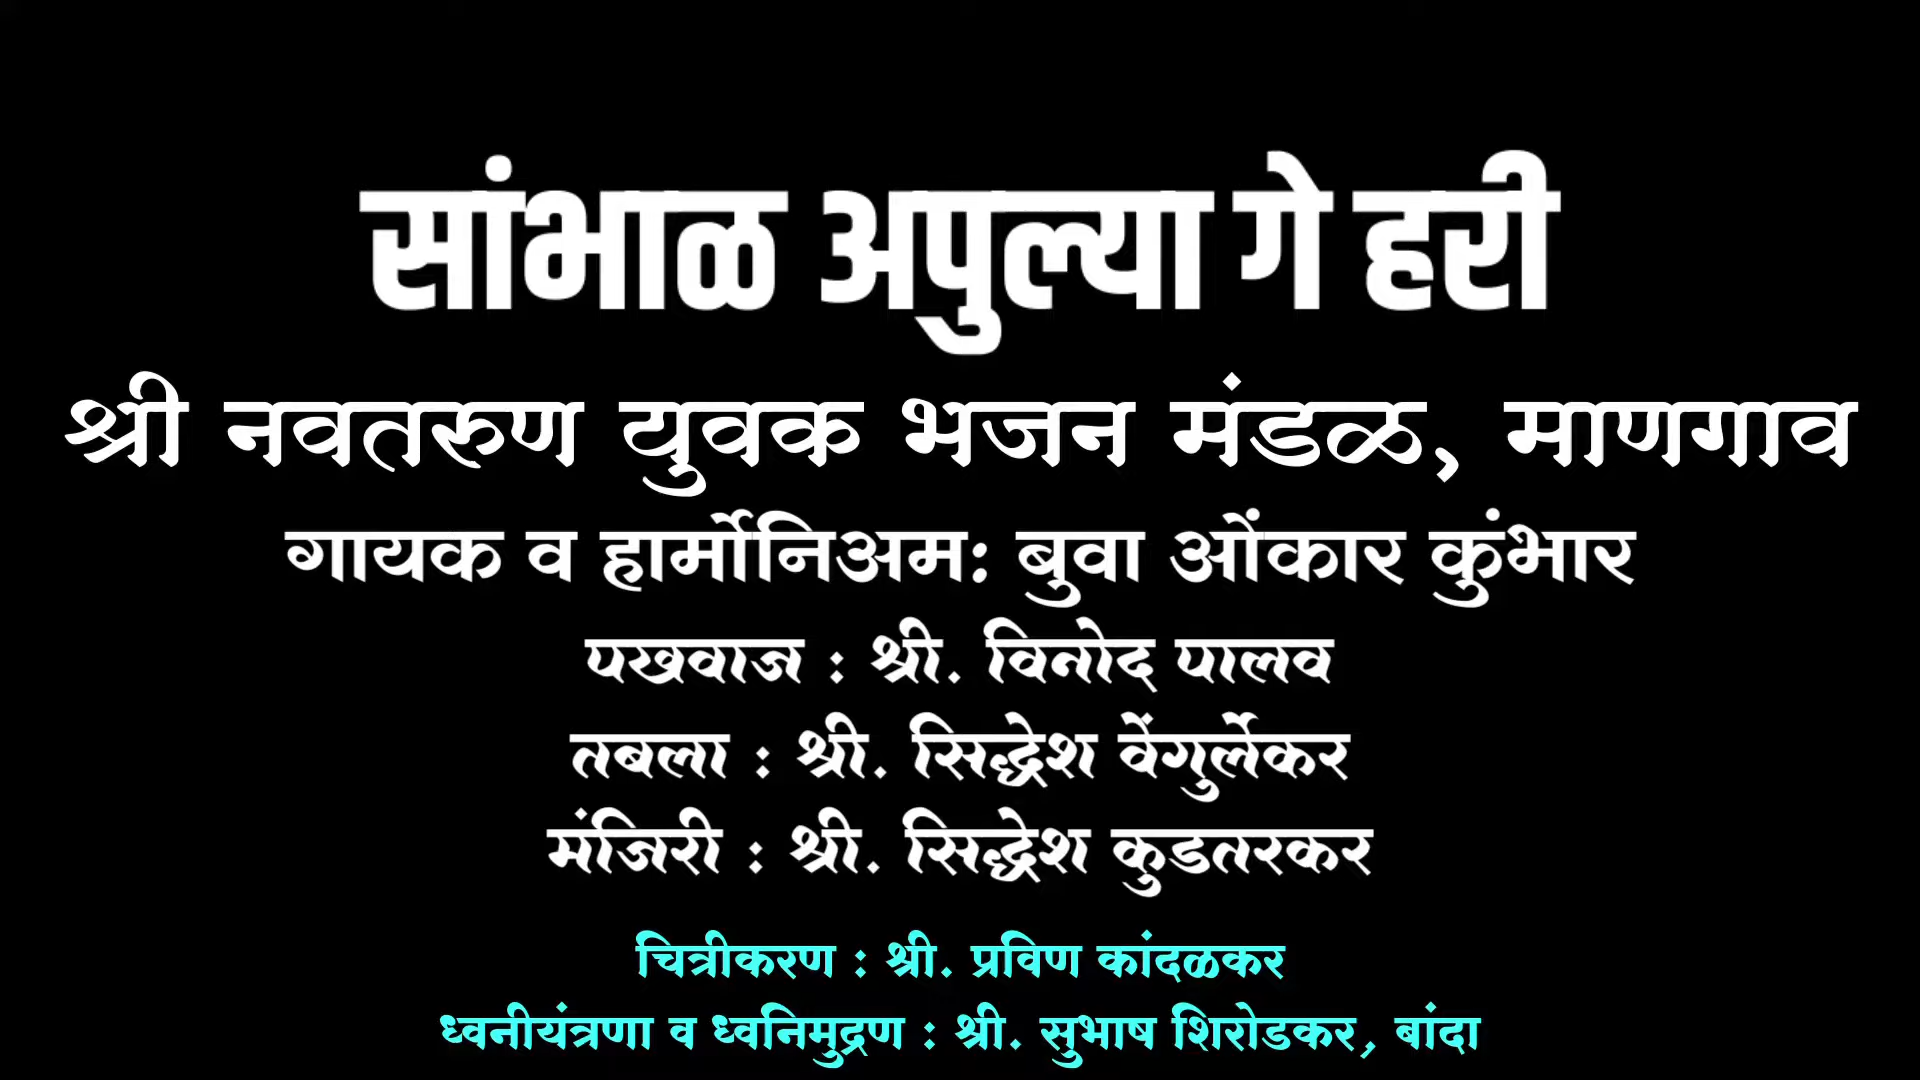 सांभाळ अपुल्या गे हरी
श्री नवतरुण युवक भजन मंडळ, माणगाव
गायक व हार्मोनिअम: बुवा ओंकार कुंभार
पखवाज : श्री. विनोद पालव
तबला : श्री. सिद्धेश वेंगुर्लेकर
मंजिरी : श्री. सिद्धेश कुडतरकर
चित्रीकरण : श्री. प्रविण कांदळकर
ध्वनीयंत्रणा व ध्वनिमुद्रण : श्री. सुभाष शिरोडकर, बांदा